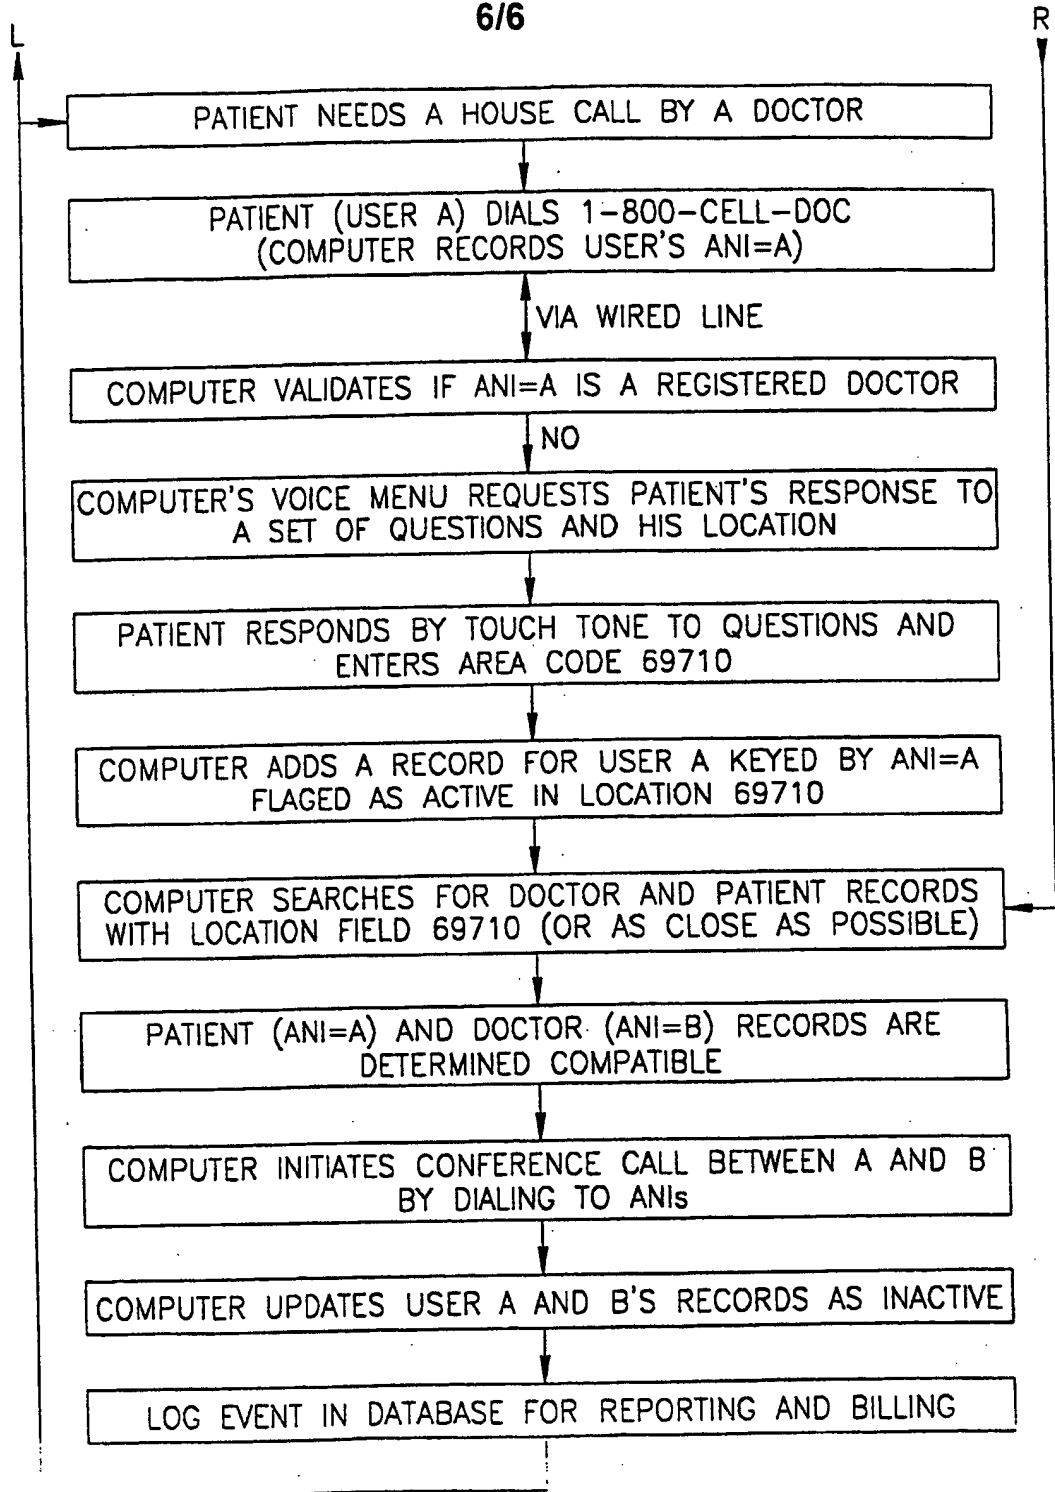 6/6
L
R
PATIENT NEEDS A HOUSE CALL BY A DOCTOR
PATIENT (USER A) DIALS 1-800-CELL-DOC
(COMPUTER RECORDS USER'S ANI=A)
VIA WIRED LINE
COMPUTER VALIDATES IF ANI=A IS A REGISTERED DOCTOR
NO
COMPUTER'S VOICE MENU REQUESTS PATIENT'S RESPONSE TO
A SET OF QUESTIONS AND HIS LOCATION
PATIENT RESPONDS BY TOUCH TONE TO QUESTIONS AND
ENTERS AREA CODE 69710
COMPUTER ADDS A RECORD FOR USER A KEYED BY ANI=A
FLAGED AS ACTIVE IN LOCATION 69710
COMPUTER SEARCHES FOR DOCTOR AND PATIENT RECORDS
WITH LOCATION FIELD 69710 (OR AS CLOSE AS POSSIBLE)
PATIENT (ANI=A) AND DOCTOR (ANI=B) RECORDS ARE
DETERMINED COMPATIBLE
COMPUTER INITIATES CONFERENCE CALL BETWEEN A AND B
BY DIALING TO ANIs
COMPUTER UPDATES USER A AND B'S RECORDS AS INACTIVE
LOG EVENT IN DATABASE FOR REPORTING AND BILLING